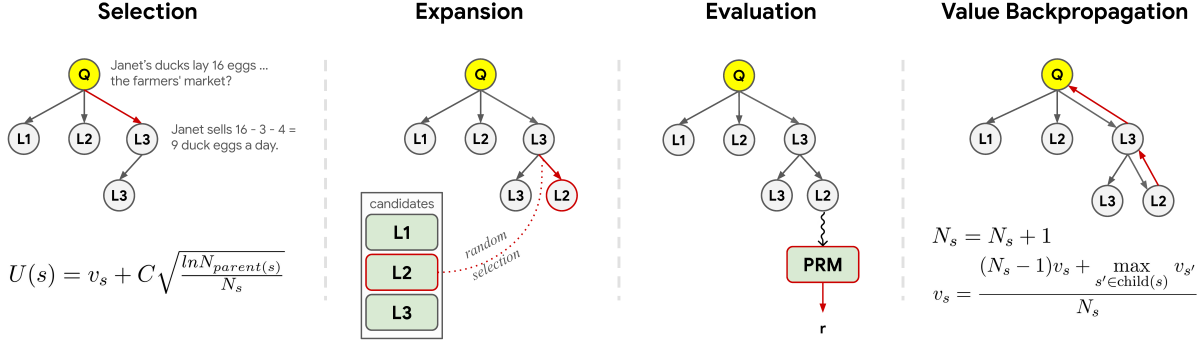 Selection
Q
Janet's ducks lay 16 eggs ...
the farmers' market?
L1
L2
L3
Janet sells 16 - 3 - 4 =
9 duck eggs a day.
L3
U(s) = v_s + C√(lnN_{parent(s)} / N_s)
Expansion
Q
L1
L2
L3
L3
L2
candidates
L1
L2
L3
random
selection
Evaluation
Q
L1
L2
L3
L3
L2
PRM
r
Value Backpropagation
Q
L1
L2
L3
L3
L2
N_s = N_s + 1
v_s = ((N_s − 1)v_s + max_{s′∈child(s)} v_{s′}) / N_s